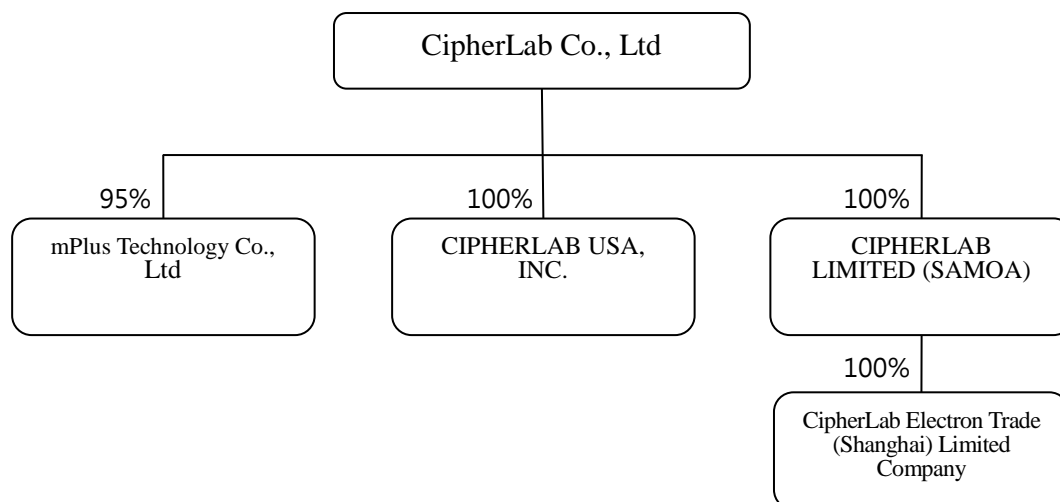 CipherLab Co., Ltd
95%
100%
100%
mPlus Technology Co.,
Ltd
CIPHERLAB USA,
INC.
CIPHERLAB
LIMITED (SAMOA)
100%
CipherLab Electron Trade
(Shanghai) Limited
Company